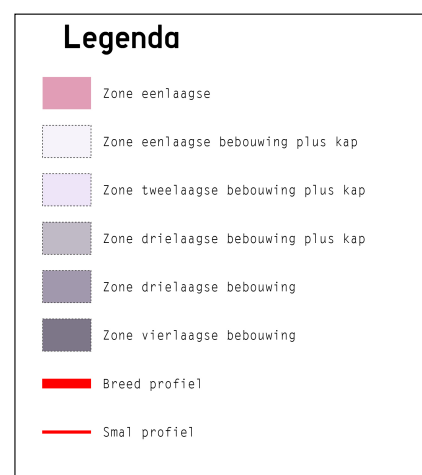 Legenda
Zone eenlaagse
Zone eenlaagse bebouwing plus kap
Zone tweelaagse bebouwing plus kap
Zone drielaagse bebouwing plus kap
Zone drielaagse bebouwing
Zone vierlaagse bebouwing
Breed profiel
Smal profiel